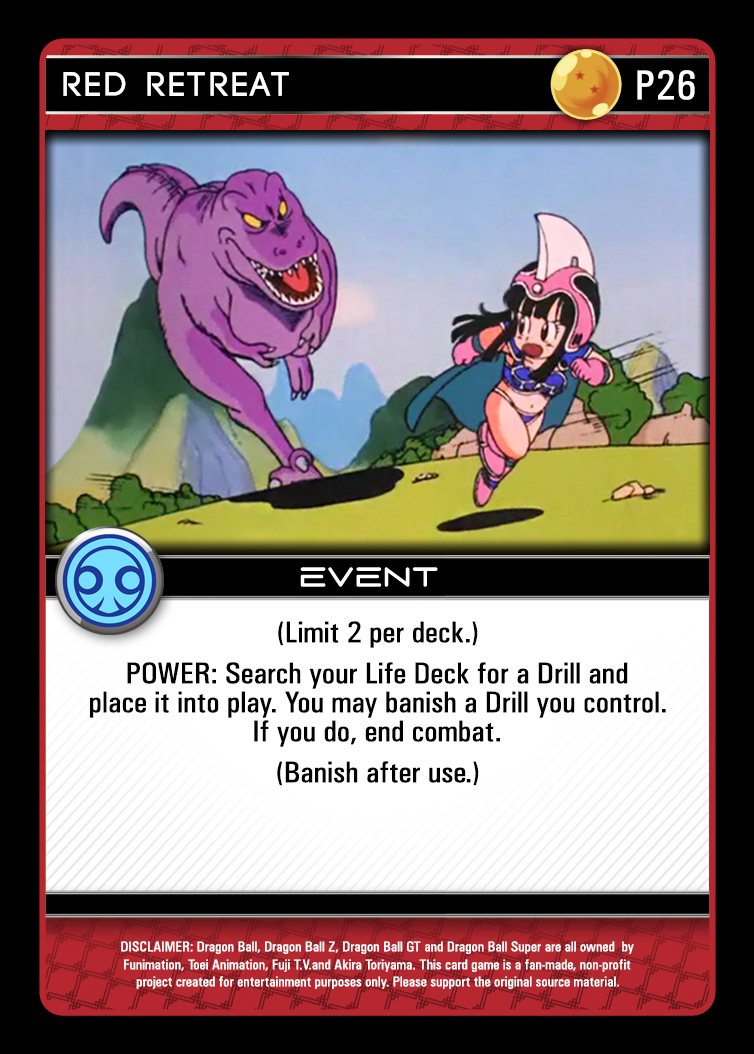 RED RETREAT P26
EVENT
(Limit 2 per deck.)
POWER: Search your Life Deck for a Drill and
place it into play. You may banish a Drill you control.
If you do, end combat.
(Banish after use.)
DISCLAIMER: Dragon Ball, Dragon Ball Z, Dragon Ball GT and Dragon Ball Super are all owned by
Funimation, Toei Animation, Fuji T.V.and Akira Toriyama. This card game is a fan-made, non-profit
project created for entertainment purposes only. Please support the original source material.